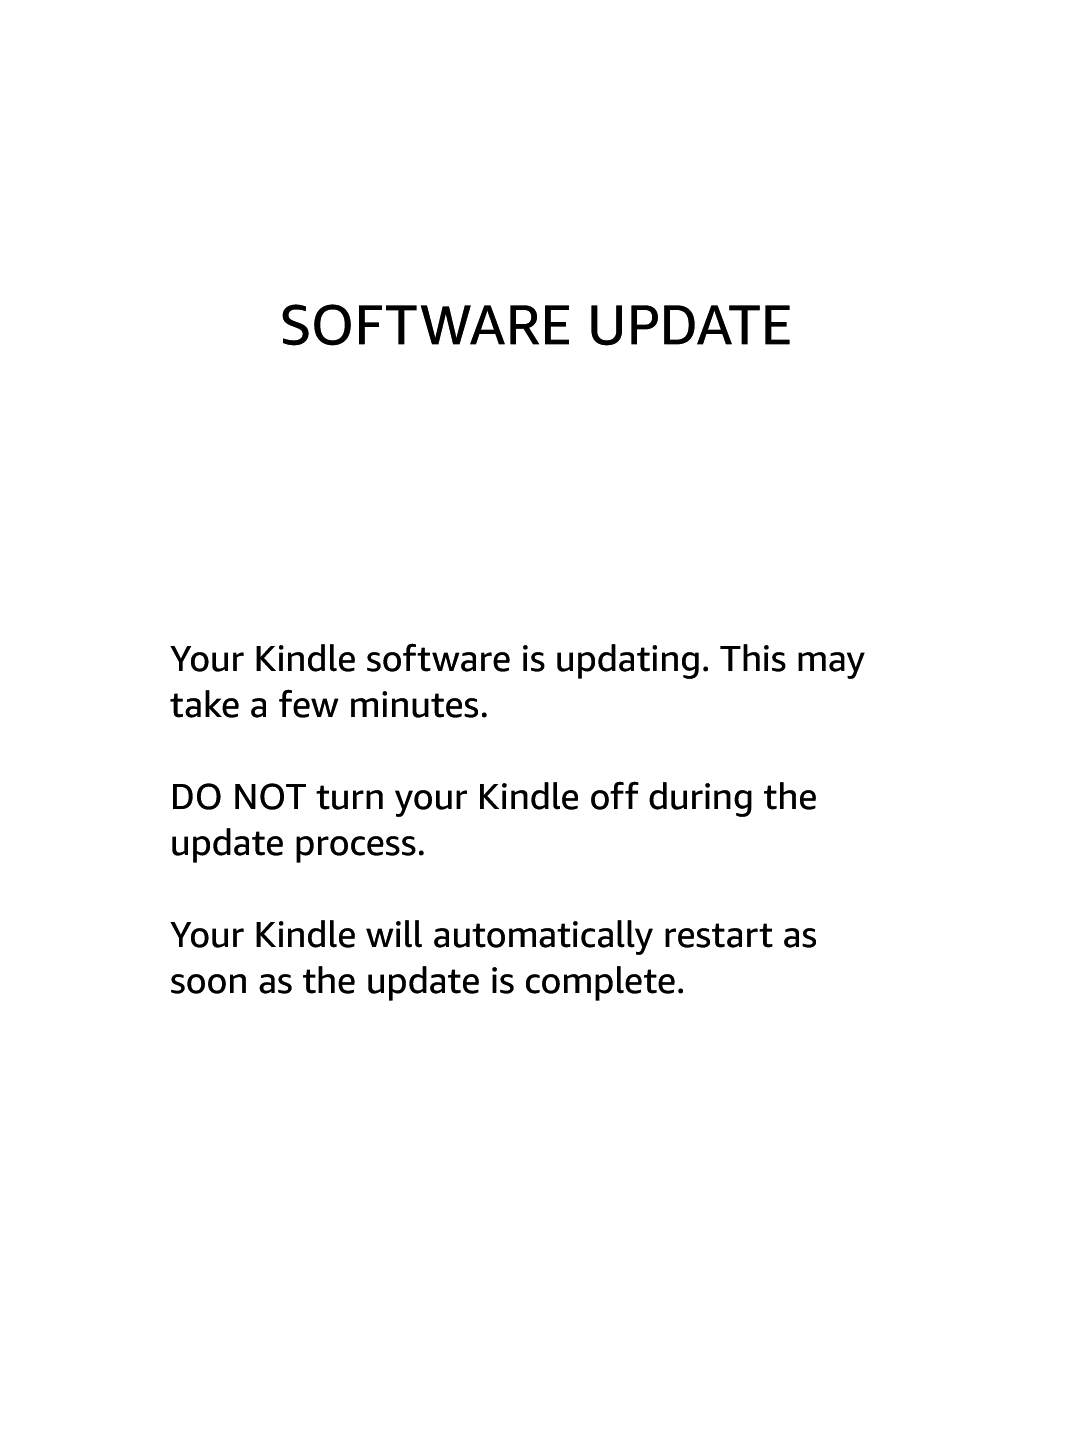 SOFTWARE UPDATE
Your Kindle software is updating. This may
take a few minutes.
DO NOT turn your Kindle off during the
update process.
Your Kindle will automatically restart as
soon as the update is complete.